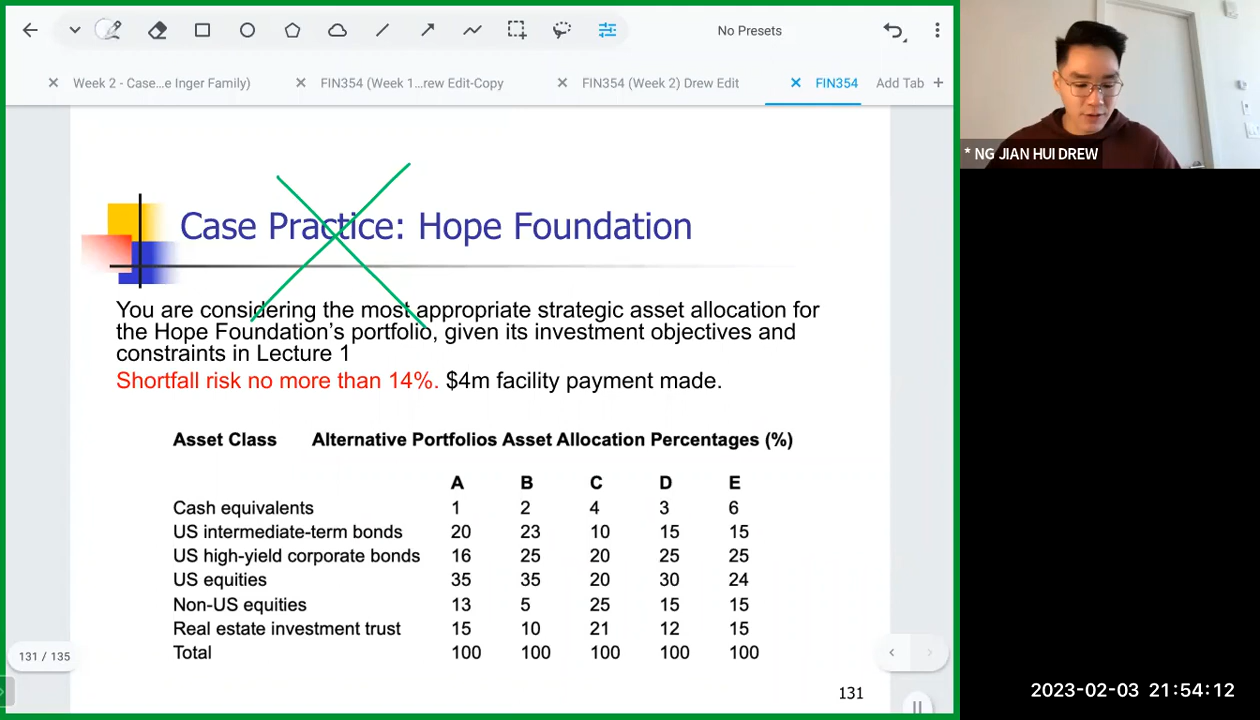 No Presets
Week 2 - Case...e Inger Family)
FIN354 (Week 1...rew Edit-Copy
FIN354 (Week 2) Drew Edit
FIN354
Add Tab +
* NG JIAN HUI DREW
Case Practice: Hope Foundation
You are considering the most appropriate strategic asset allocation for
the Hope Foundation's portfolio, given its investment objectives and
constraints in Lecture 1
Shortfall risk no more than 14%. $4m facility payment made.
Asset Class Alternative Portfolios Asset Allocation Percentages (%)
A B C D E
Cash equivalents 1 2 4 3 6
US intermediate-term bonds 20 23 10 15 15
US high-yield corporate bonds 16 25 20 25 25
US equities 35 35 20 30 24
Non-US equities 13 5 25 15 15
Real estate investment trust 15 10 21 12 15
Total 100 100 100 100 100
131 / 135
131
2023-02-03 21:54:12